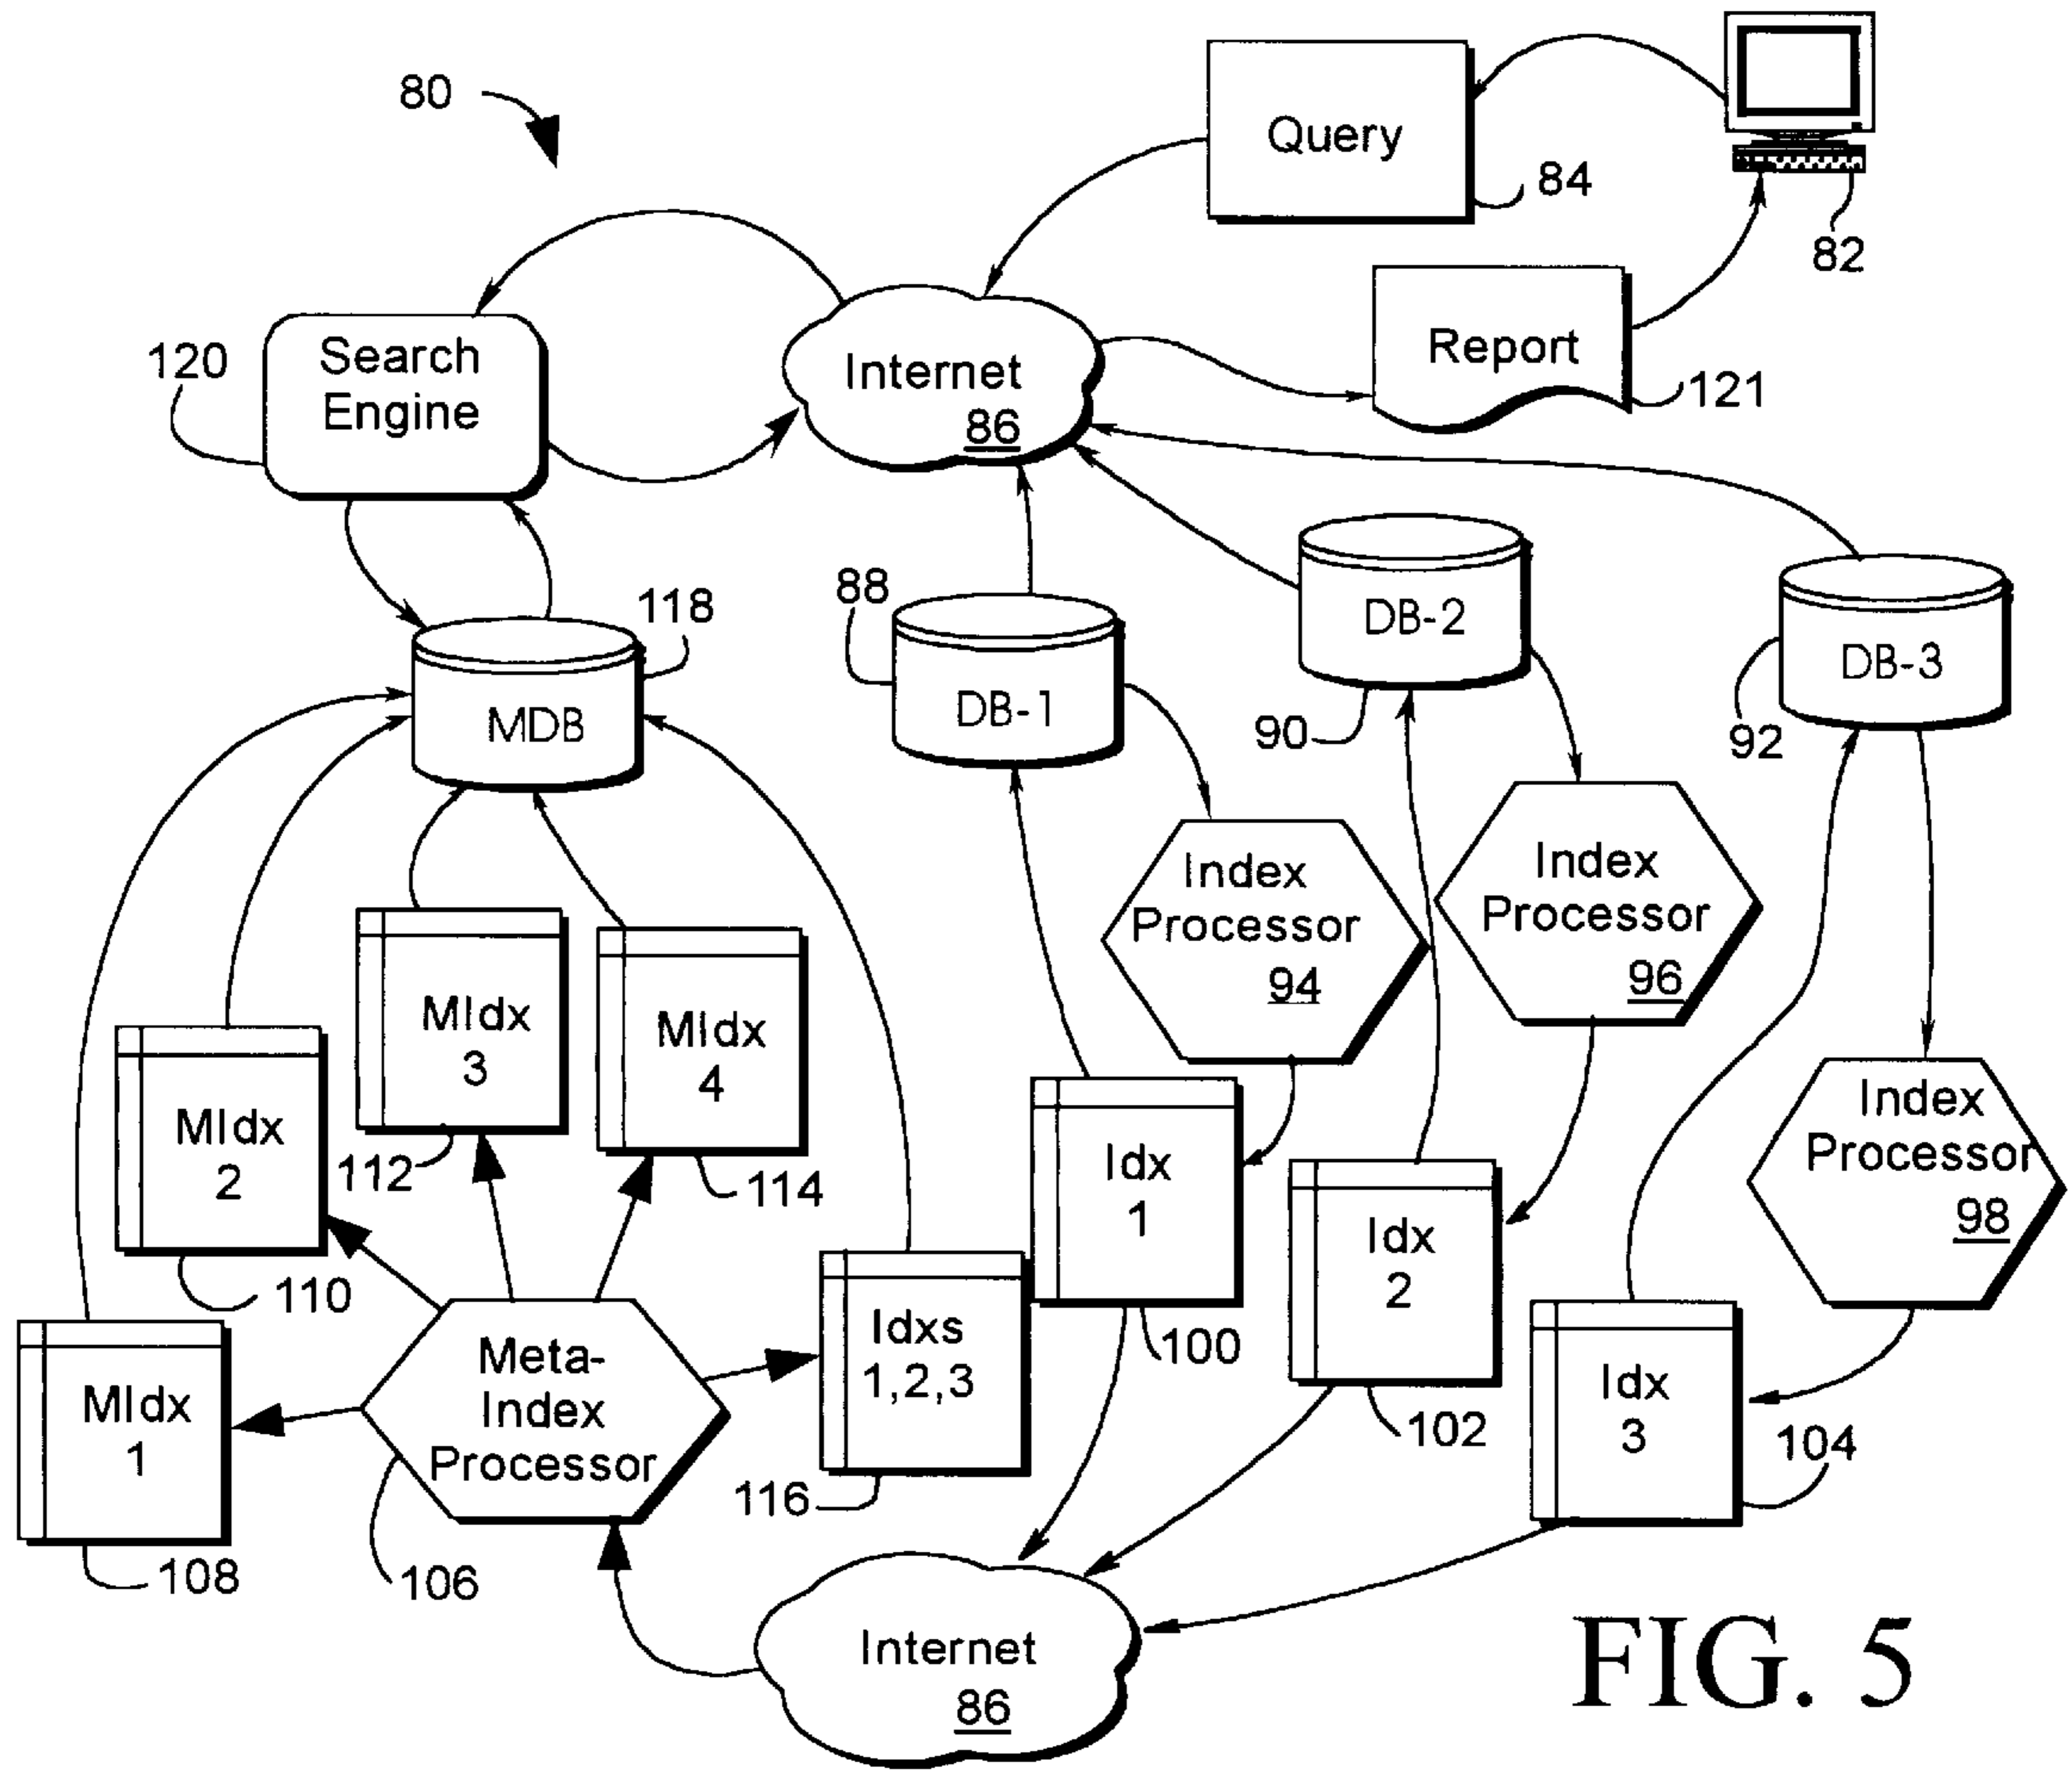 80
Query
84
82
Search
Engine
120
Internet
86
Report
121
88
118
MDB
DB-1
DB-2
90
DB-3
92
Index
Processor
94
Index
Processor
96
Index
Processor
98
MIdx
3
112
MIdx
4
114
MIdx
2
110
Idx
1
100
Idx
2
102
Idxs
1,2,3
116
Meta-
Index
Processor
106
MIdx
1
108
Idx
3
104
Internet
86
FIG. 5